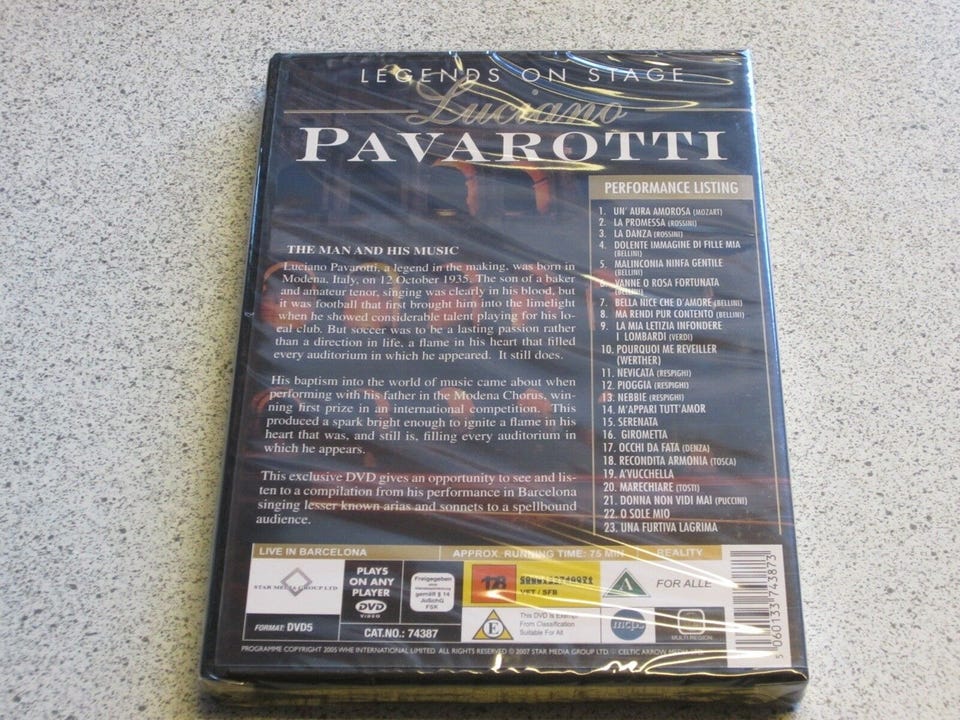 LEGENDS ON STAGE
Luciano
PAVAROTTI
THE MAN AND HIS MUSIC
Luciano Pavarotti, a legend in the making, was born in
Modena, Italy, on 12 October 1935. The son of a baker
and amateur tenor, singing was clearly in his blood, but
it was football that first brought him into the limelight
when he showed considerable talent playing for his lo-
cal club. But soccer was to be a lasting passion rather
than a direction in life, a flame in his heart that filled
every auditorium in which he appeared. It still does.
His baptism into the world of music came about when
performing with his father in the Modena Chorus, win-
ning first prize in an international competition. This
produced a spark bright enough to ignite a flame in his
heart that was, and still is, filling every auditorium in
which he appears.
This exclusive DVD gives an opportunity to see and lis-
ten to a compilation from his performance in Barcelona
singing lesser known arias and sonnets to a spellbound
audience.
PERFORMANCE LISTING
1. UN' AURA AMOROSA (MOZART)
2. LA PROMESSA (ROSSINI)
3. LA DANZA (ROSSINI)
4. DOLENTE IMMAGINE DI FILLE MIA
(BELLINI)
5. MALINCONIA NINFA GENTILE
(BELLINI)
6. VANNE O ROSA FORTUNATA
(BELLINI)
7. BELLA NICE CHE D'AMORE (BELLINI)
8. MA RENDI PUR CONTENTO (BELLINI)
9. LA MIA LETIZIA INFONDERE
I LOMBARDI (VERDI)
10. POURQUOI ME REVEILLER
(WERTHER)
11. NEVICATA (RESPIGHI)
12. PIOGGIA (RESPIGHI)
13. NEBBIE (RESPIGHI)
14. M'APPARI TUTT'AMOR
15. SERENATA
16. GIROMETTA
17. OCCHI DA FATA (DENZA)
18. RECONDITA ARMONIA (TOSCA)
19. A'VUCCHELLA
20. MARECHIARE (TOSTI)
21. DONNA NON VIDI MAI (PUCCINI)
22. O SOLE MIO
23. UNA FURTIVA LAGRIMA
LIVE IN BARCELONA APPROX. RUNNING TIME: 75 MIN REALITY
STAR MEDIA GROUP LTD
FORMAT: DVD5
PLAYS
ON ANY
PLAYER
DVD
VIDEO
CAT.NO.: 74387
Freigegeben
ohne
gemäß § 14
JuSchG
FSK
VET / SFB
E
This DVD is Exempt
From Classification
Suitable For All
A
FOR ALLE
mcps
0
MULTI REGION
060133 743873
PROGRAMME COPYRIGHT 2005 WHE INTERNATIONAL LIMITED ALL RIGHTS RESERVED © 2007 STAR MEDIA GROUP LTD. © CELTIC ARROW MEDIA LTD.